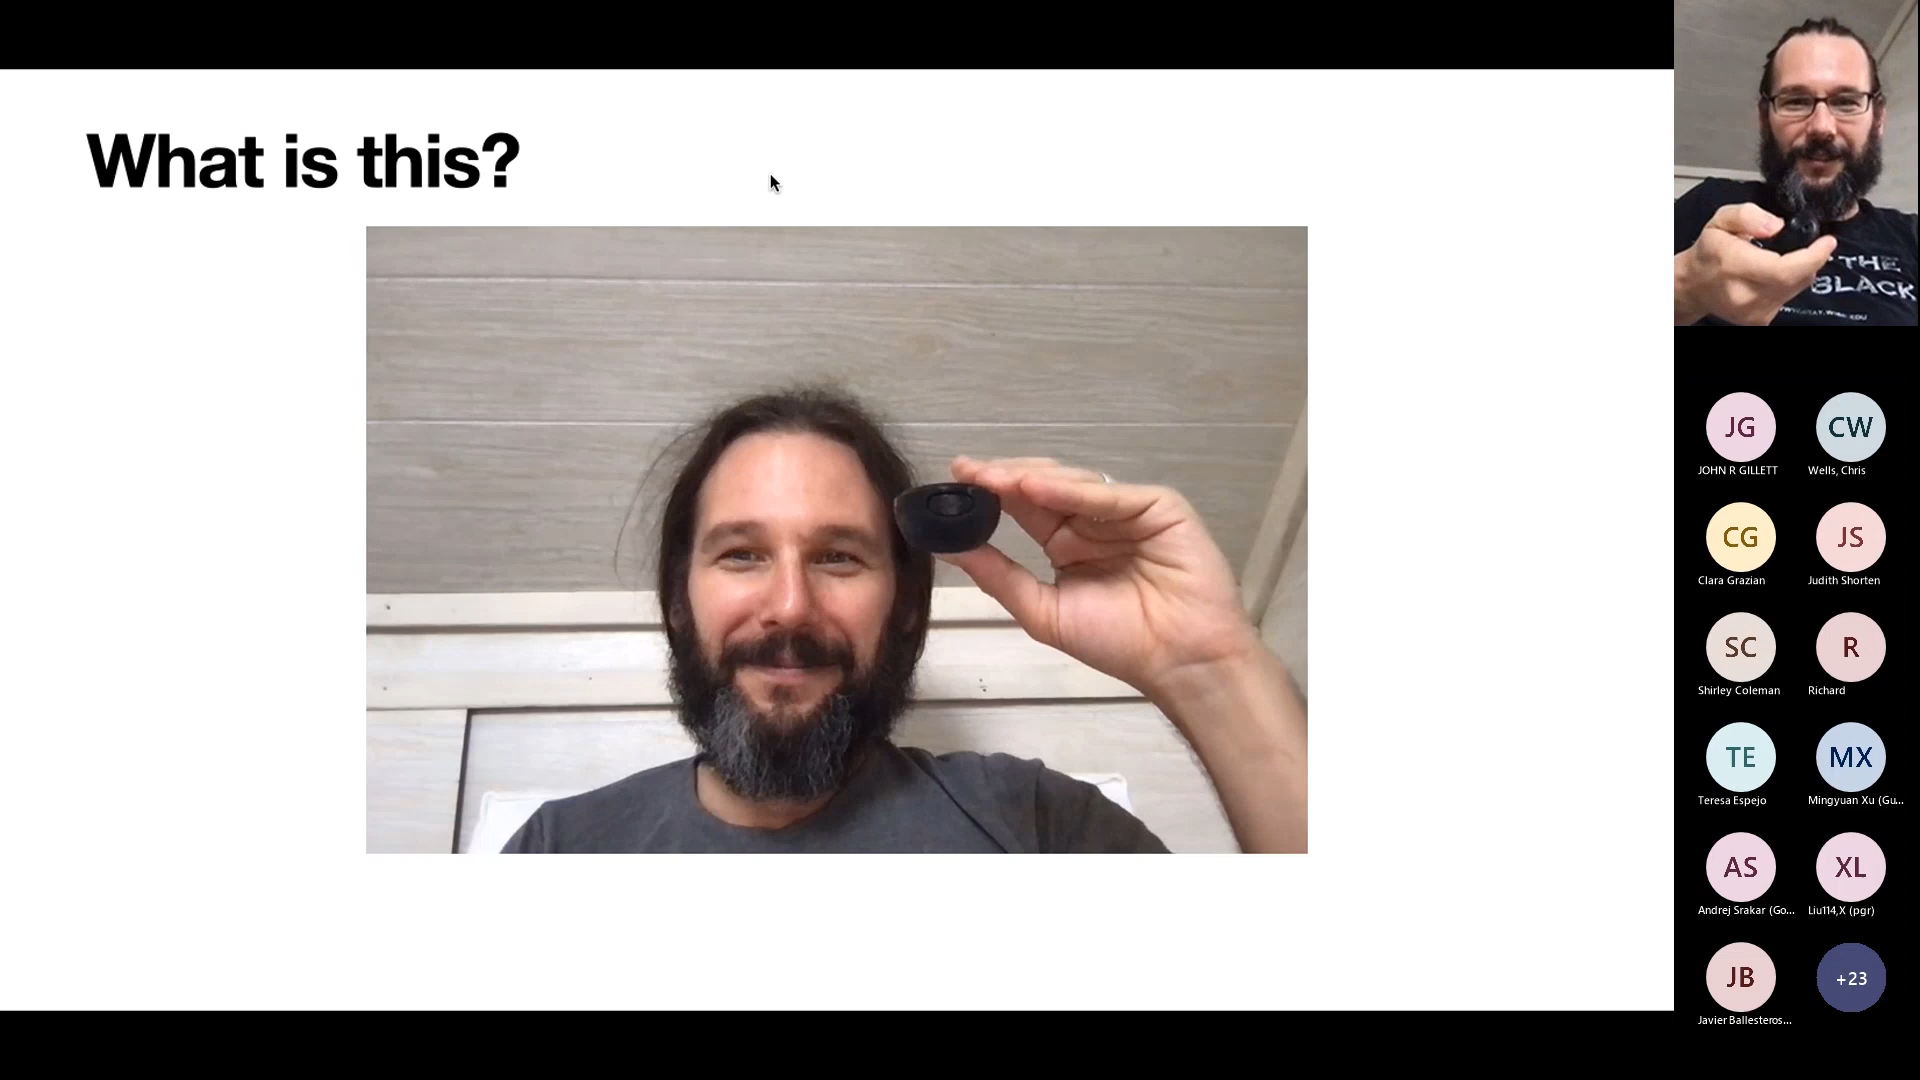 What is this?
THE
BLACK
JG
CW
JOHN R GILLETT
Wells, Chris
CG
JS
Clara Grazian
Judith Shorten
SC
R
Shirley Coleman
Richard
TE
MX
Teresa Espejo
Mingyuan Xu (Gu...
AS
XL
Andrej Srakar (Go...
Liu114,X (pgr)
JB
+23
Javier Ballesteros...